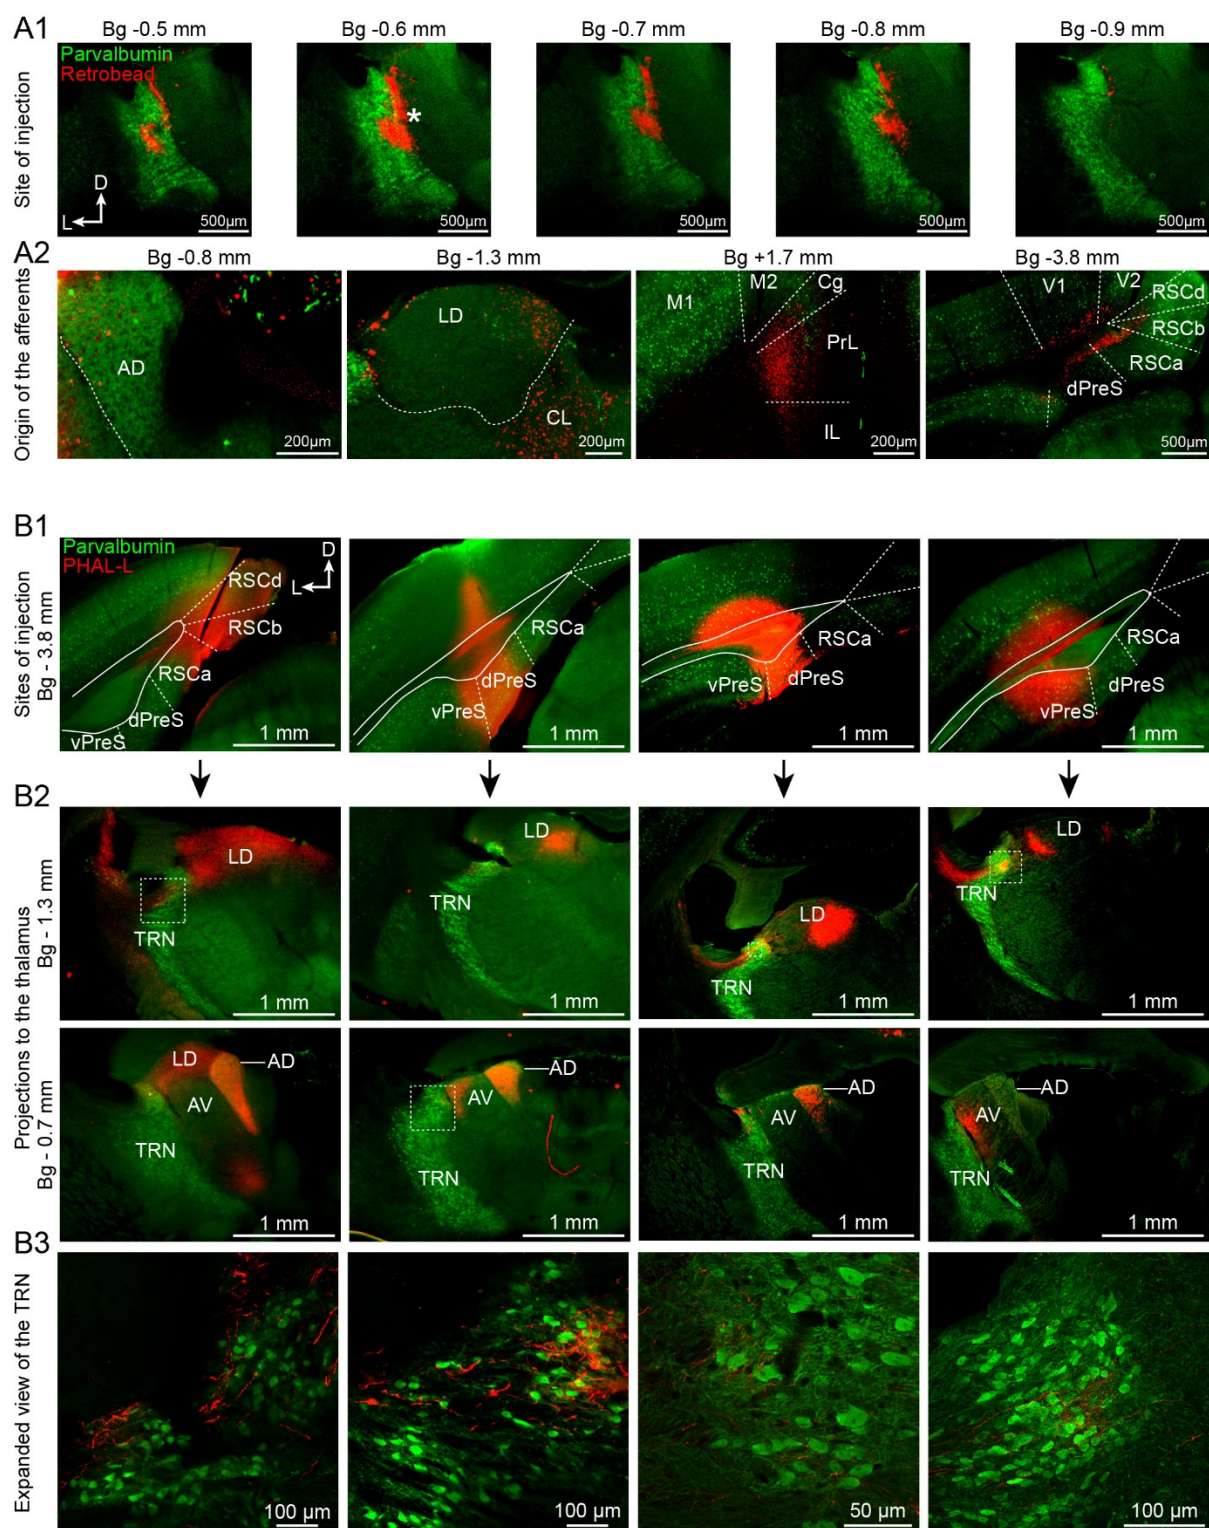 A1
Bg -0.5 mm
Bg -0.6 mm
Bg -0.7 mm
Bg -0.8 mm
Bg -0.9 mm
Site of injection
Parvalbumin
Retrobead
*
D
L
500µm
500µm
500µm
500µm
500µm
A2
Bg -0.8 mm
Bg -1.3 mm
Bg +1.7 mm
Bg -3.8 mm
Origin of the afferents
AD
200µm
LD
CL
200µm
M1
M2
Cg
PrL
IL
200µm
V1
V2
RSCd
RSCb
RSCa
dPreS
500µm
B1
Sites of injection
Bg - 3.8 mm
Parvalbumin
PHAL-L
D
L
RSCd
RSCb
RSCa
dPreS
vPreS
1 mm
RSCa
dPreS
vPreS
1 mm
RSCa
dPreS
vPreS
1 mm
RSCa
dPreS
vPreS
1 mm
B2
Projections to the thalamus
Bg - 1.3 mm
LD
TRN
1 mm
LD
TRN
1 mm
LD
TRN
1 mm
LD
TRN
1 mm
Bg - 0.7 mm
LD
AD
AV
TRN
1 mm
AD
AV
TRN
1 mm
AD
AV
TRN
1 mm
AD
AV
TRN
1 mm
B3
Expanded view of the TRN
100 µm
100 µm
50 µm
100 µm